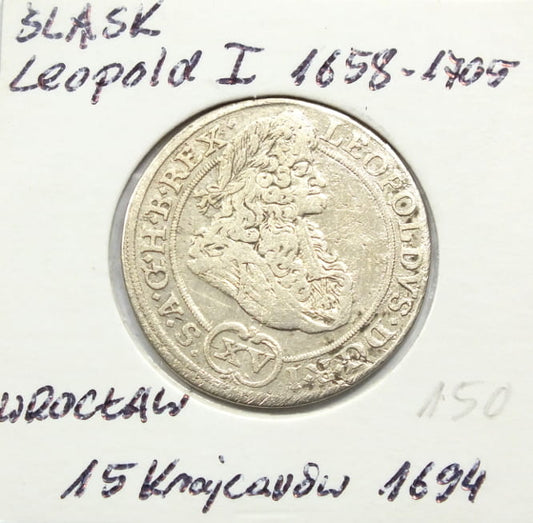 ŚLĄSK
Leopold I 1658-1705
LEOPOLDVS·D·G·R·I
S·A·G·H·B·REX·
XV
WROCŁAW
150
15 Krajcarów 1694